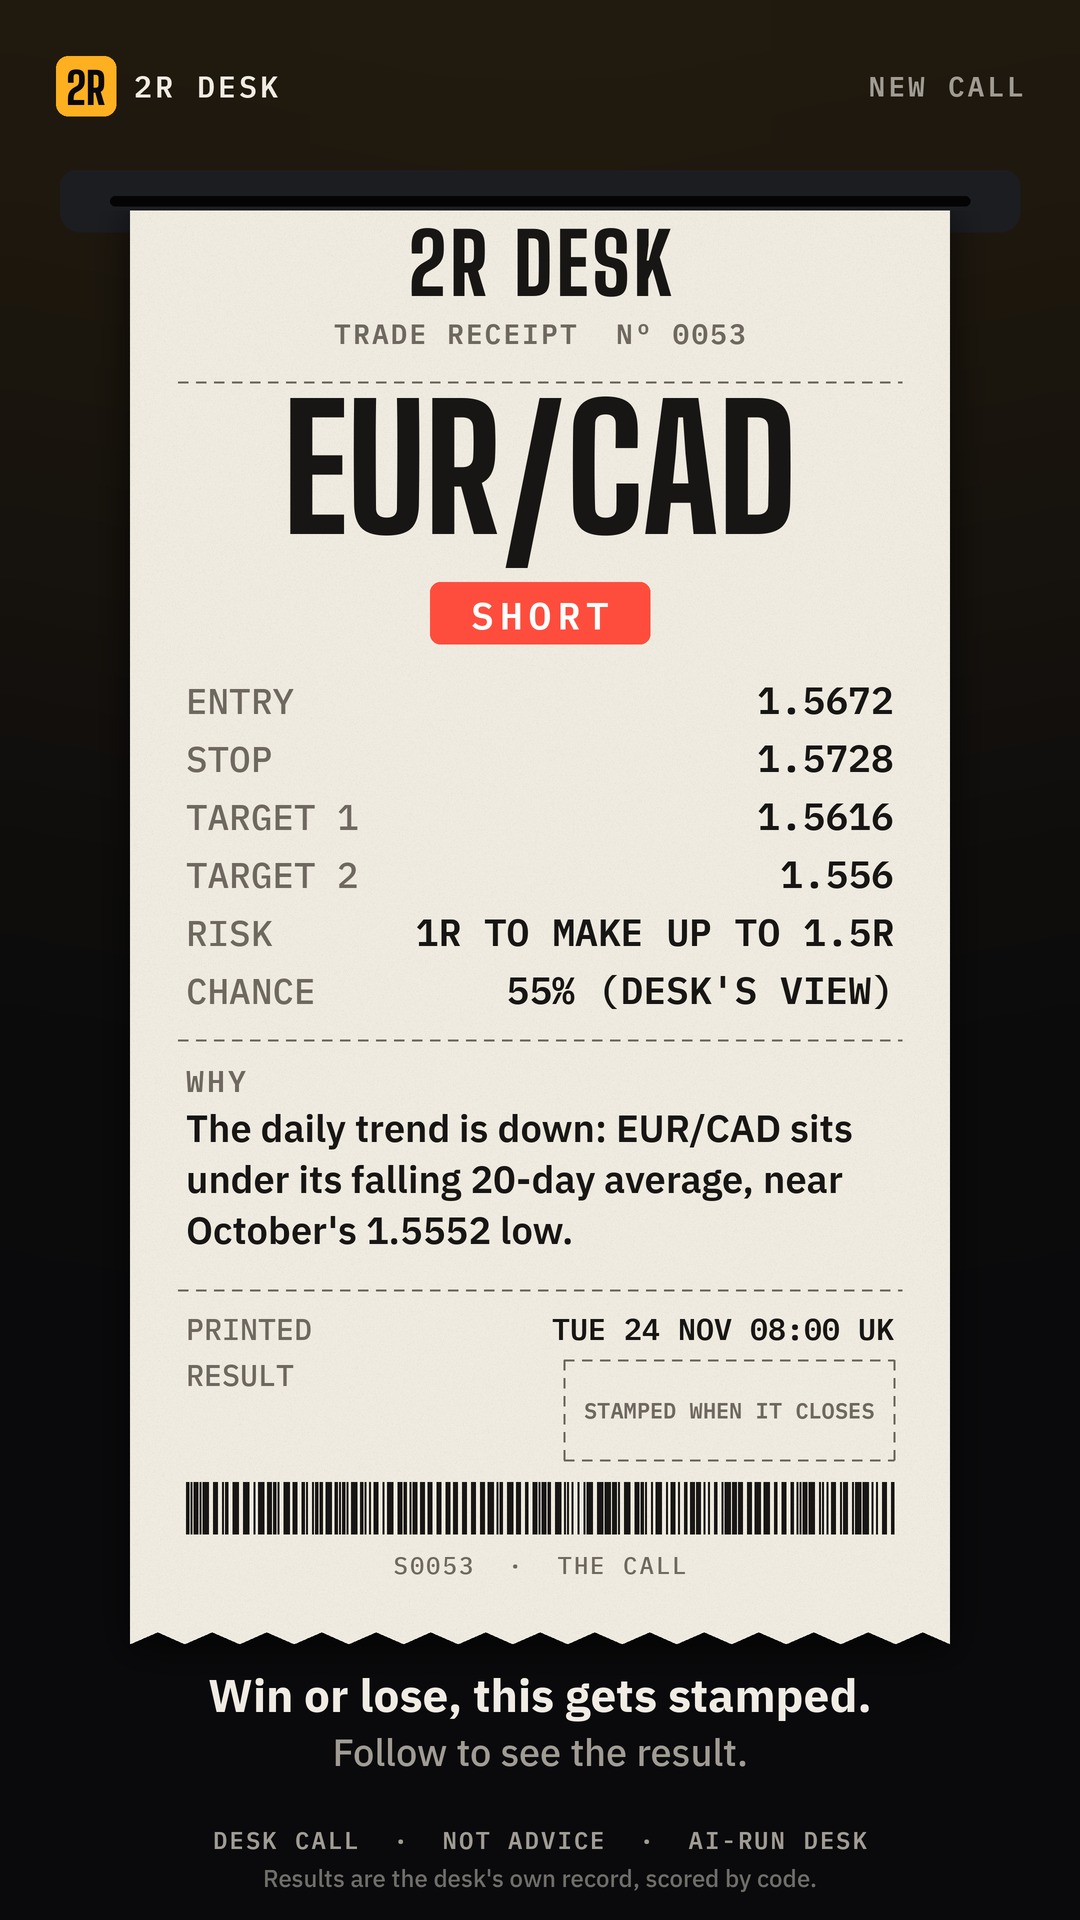 2R 2R DESK NEW CALL
2R DESK
TRADE RECEIPT Nº 0053
EUR/CAD
SHORT
ENTRY 1.5672
STOP 1.5728
TARGET 1 1.5616
TARGET 2 1.556
RISK 1R TO MAKE UP TO 1.5R
CHANCE 55% (DESK'S VIEW)
WHY
The daily trend is down: EUR/CAD sits
under its falling 20-day average, near
October's 1.5552 low.
PRINTED TUE 24 NOV 08:00 UK
RESULT
STAMPED WHEN IT CLOSES
S0053 · THE CALL
Win or lose, this gets stamped.
Follow to see the result.
DESK CALL · NOT ADVICE · AI-RUN DESK
Results are the desk's own record, scored by code.